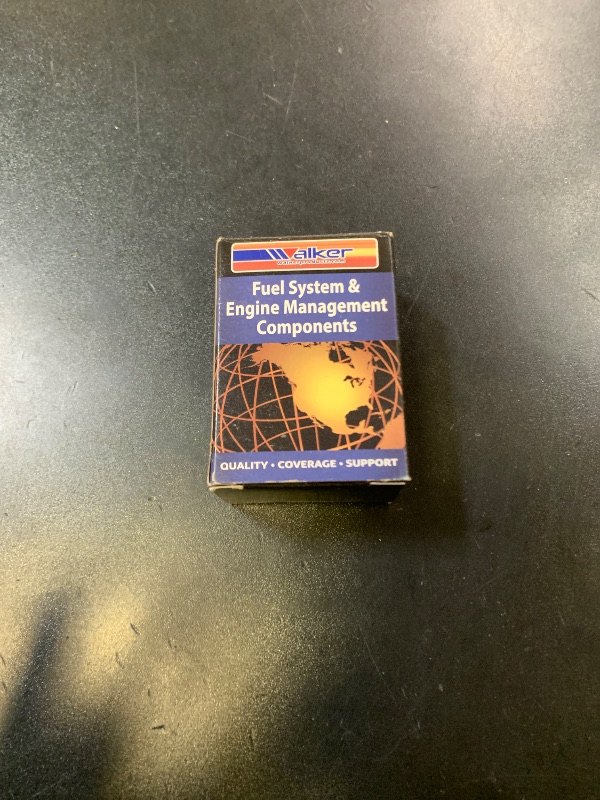 Walker
Fuel System &
Engine Management
Components
QUALITY • COVERAGE • SUPPORT